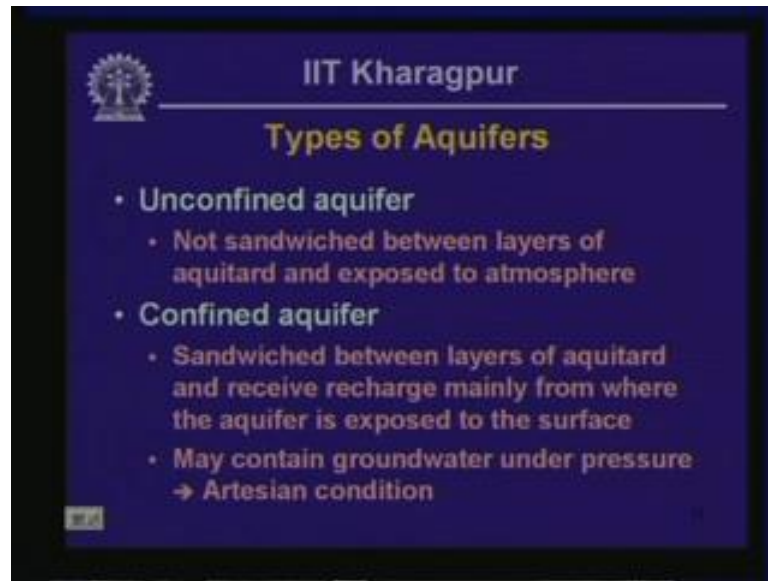 IIT Kharagpur
Types of Aquifers
• Unconfined aquifer
• Not sandwiched between layers of
aquitard and exposed to atmosphere
• Confined aquifer
• Sandwiched between layers of aquitard
and receive recharge mainly from where
the aquifer is exposed to the surface
• May contain groundwater under pressure
→ Artesian condition